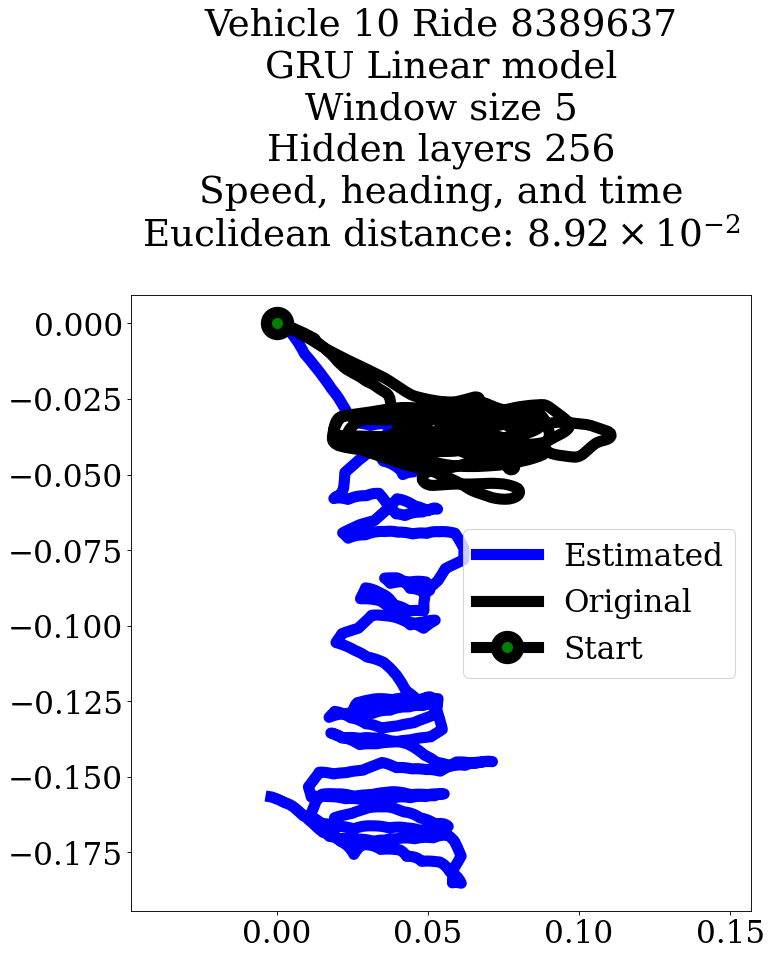 Vehicle 10 Ride 8389637
GRU Linear model
Window size 5
Hidden layers 256
Speed, heading, and time
Euclidean distance: 8.92 × 10⁻²
0.000
−0.025
−0.050
−0.075
−0.100
−0.125
−0.150
−0.175
Estimated
Original
Start
0.00 0.05 0.10 0.15